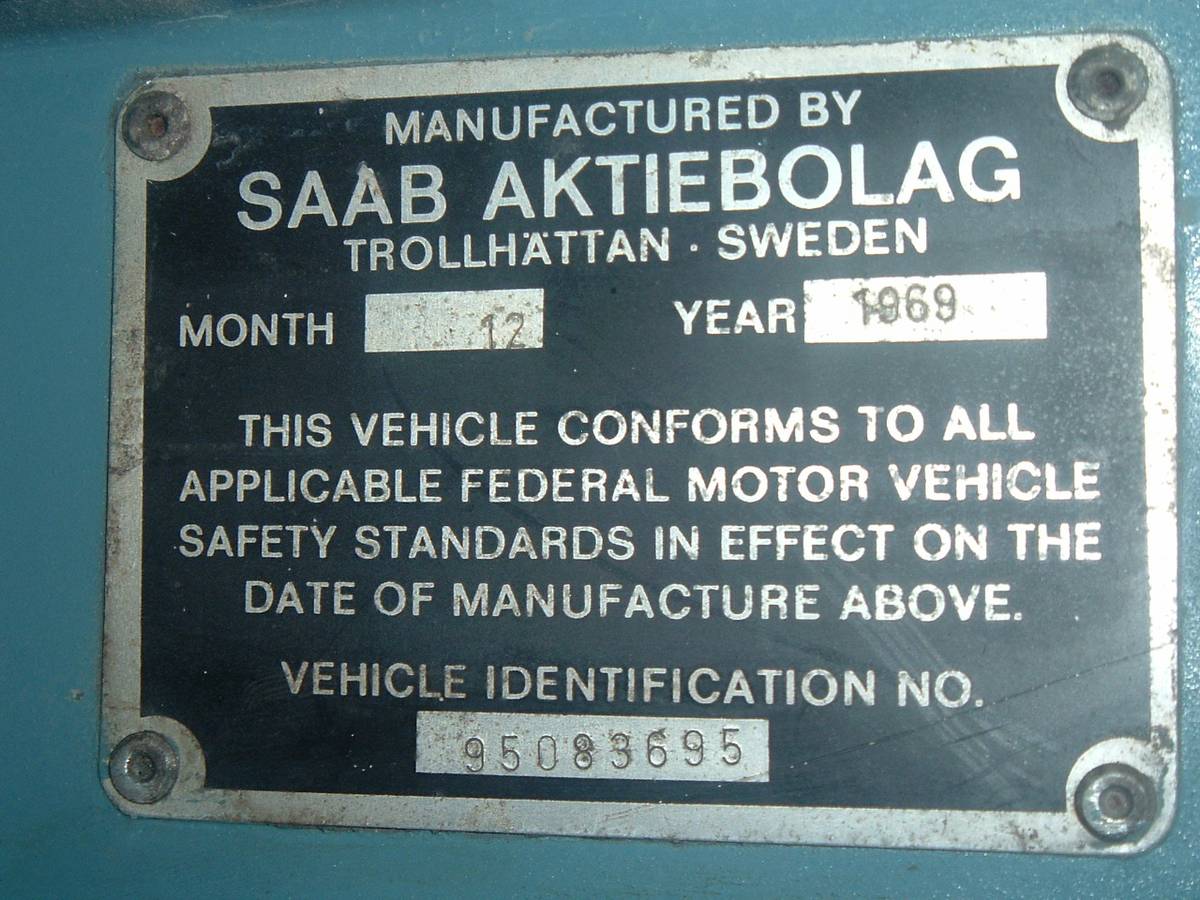 MANUFACTURED BY
SAAB AKTIEBOLAG
TROLLHÄTTAN · SWEDEN
MONTH 12 YEAR 1969
THIS VEHICLE CONFORMS TO ALL
APPLICABLE FEDERAL MOTOR VEHICLE
SAFETY STANDARDS IN EFFECT ON THE
DATE OF MANUFACTURE ABOVE.
VEHICLE IDENTIFICATION NO.
95083695